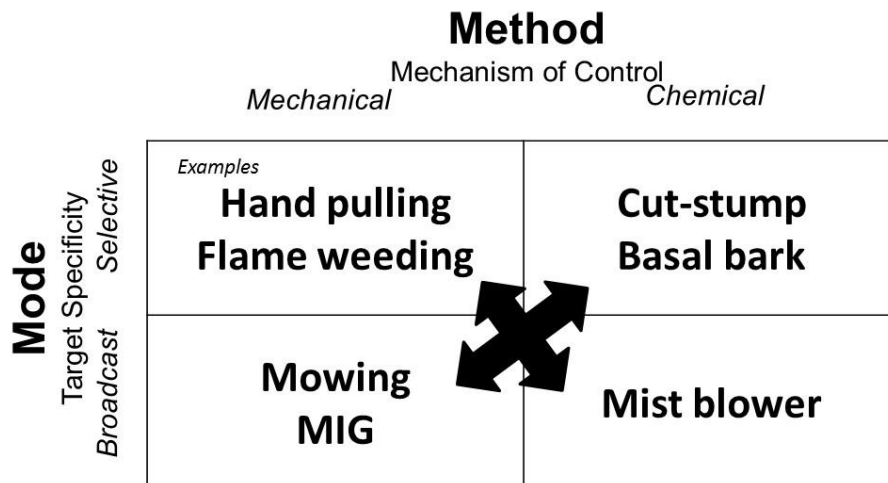 Method
Mechanism of Control
Mechanical
Chemical
Mode
Target Specificity
Selective
Broadcast
Examples
Hand pulling
Flame weeding
Cut-stump
Basal bark
Mowing
MIG
Mist blower